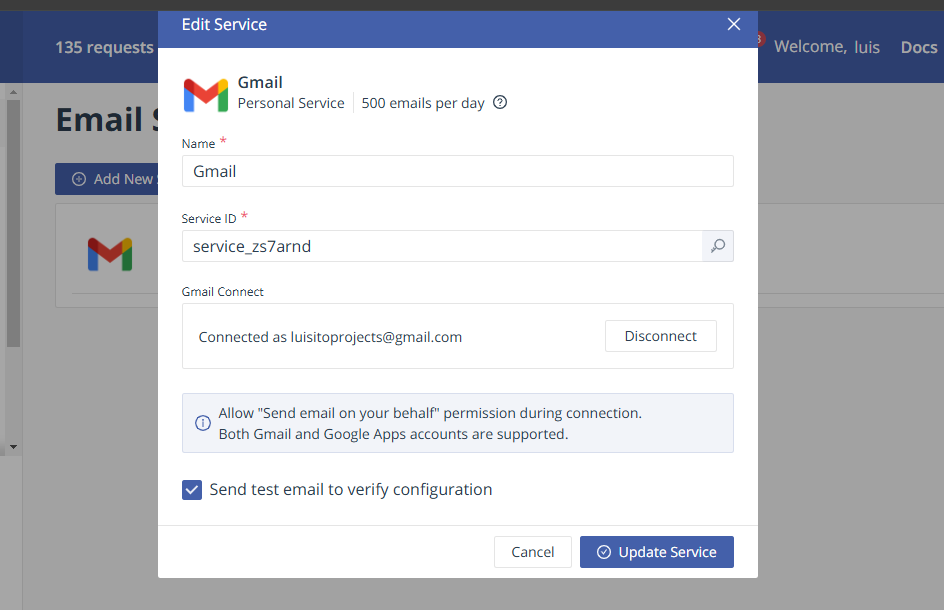 Edit Service
135 requests
Welcome, luis
Docs
Email
Add New
Gmail
Personal Service
500 emails per day
Name *
Gmail
Service ID *
service_zs7arnd
Gmail Connect
Connected as luisitoprojects@gmail.com
Disconnect
Allow "Send email on your behalf" permission during connection.
Both Gmail and Google Apps accounts are supported.
Send test email to verify configuration
Cancel
Update Service